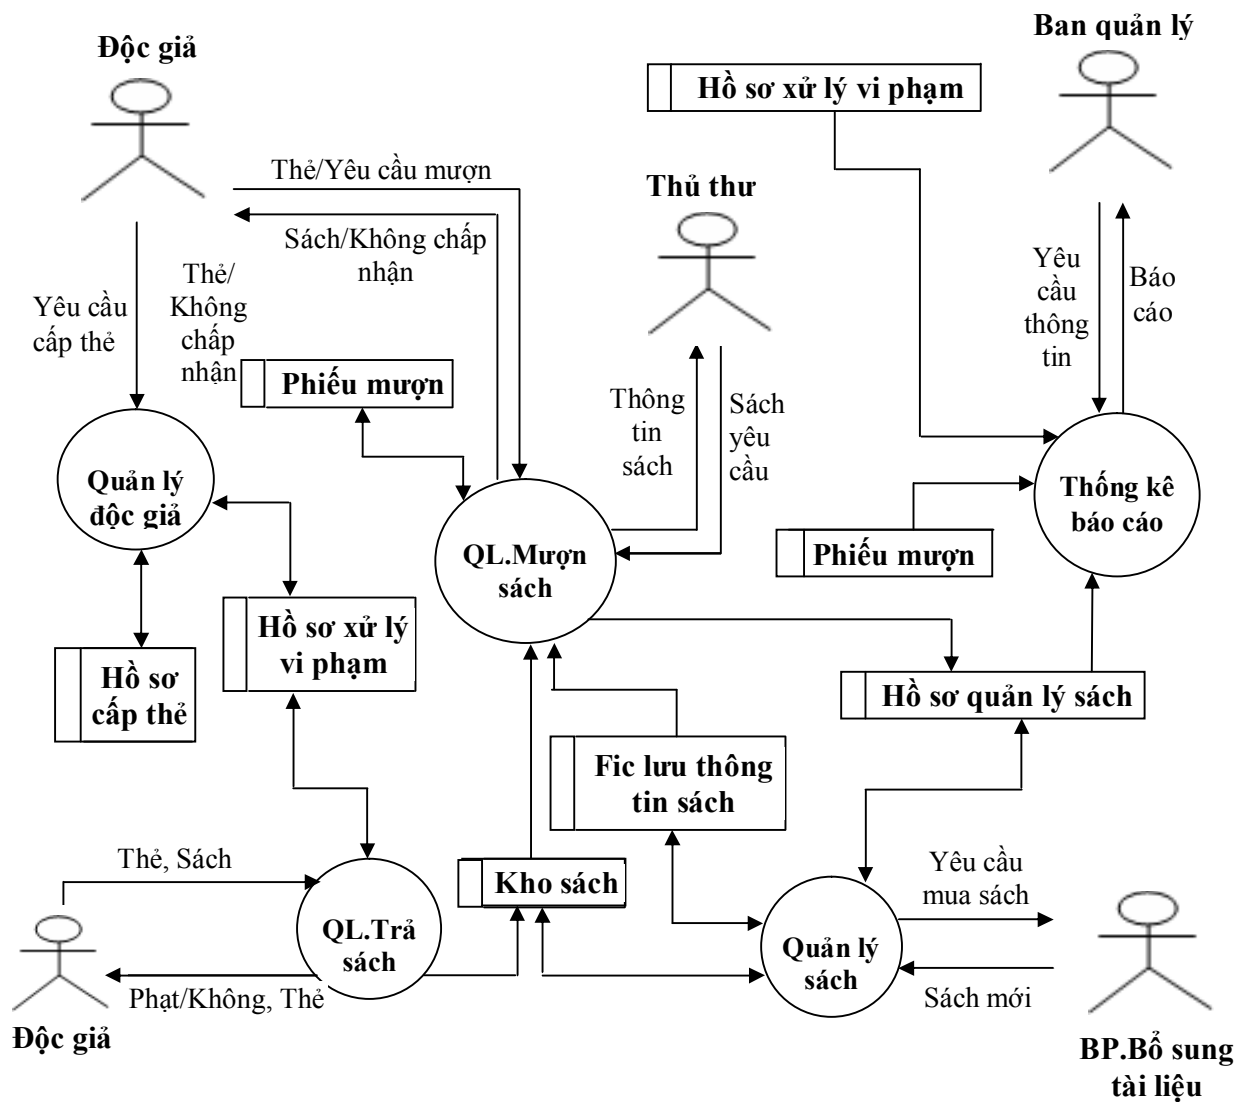 Ban quản lý
Độc giả
Hồ sơ xử lý vi phạm
Thẻ/Yêu cầu mượn
Thủ thư
Sách/Không chấp
nhận
Thẻ/
Không
chấp
nhận
Yêu cầu
cấp thẻ
Yêu
cầu
thông
tin
Báo
cáo
Phiếu mượn
Thông
tin
sách
Sách
yêu
cầu
Quản lý
độc giả
Thống kê
báo cáo
QL.Mượn
sách
Phiếu mượn
Hồ sơ xử lý
vi phạm
Hồ sơ
cấp thẻ
Hồ sơ quản lý sách
Fic lưu thông
tin sách
Thẻ, Sách
Kho sách
Yêu cầu
mua sách
QL.Trả
sách
Quản lý
sách
Phạt/Không, Thẻ
Sách mới
Độc giả
BP.Bổ sung
tài liệu